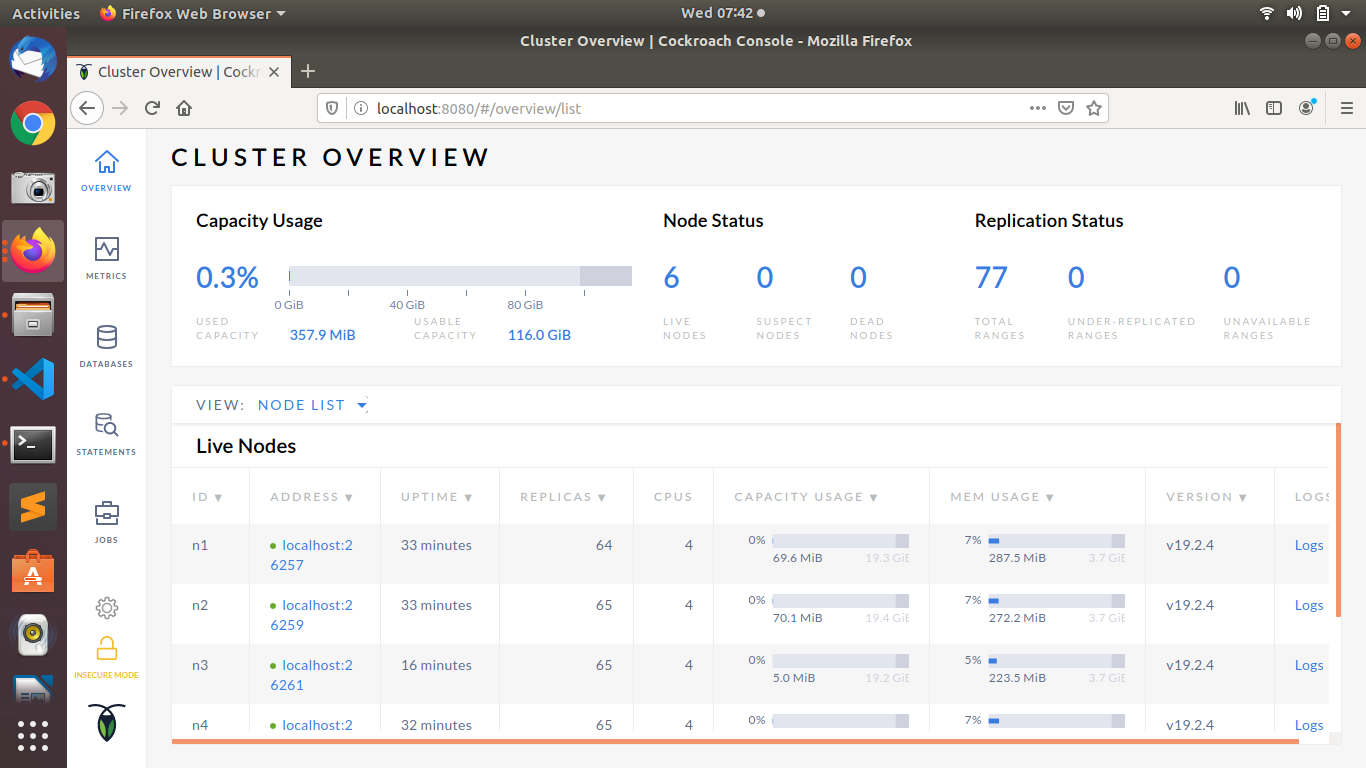 Activities Firefox Web Browser Wed 07:42
Cluster Overview | Cockroach Console - Mozilla Firefox
Cluster Overview | Cockr
localhost:8080/#/overview/list
OVERVIEW
METRICS
DATABASES
STATEMENTS
JOBS
INSECURE MODE
CLUSTER OVERVIEW
Capacity Usage
0.3%
USED CAPACITY
0 GiB 40 GiB 80 GiB
357.9 MiB
USABLE CAPACITY
116.0 GiB
Node Status
6 0 0
LIVE NODES
SUSPECT NODES
DEAD NODES
Replication Status
77 0 0
TOTAL RANGES
UNDER-REPLICATED RANGES
UNAVAILABLE RANGES
VIEW: NODE LIST
Live Nodes
ID ▼ ADDRESS ▼ UPTIME ▼ REPLICAS ▼ CPUS CAPACITY USAGE ▼ MEM USAGE ▼ VERSION ▼ LOGS
n1 localhost:2 33 minutes 64 4 0% 7% v19.2.4 Logs
6257 69.6 MiB 19.3 GiB 287.5 MiB 3.7 GiB
n2 localhost:2 33 minutes 65 4 0% 7% v19.2.4 Logs
6259 70.1 MiB 19.4 GiB 272.2 MiB 3.7 GiB
n3 localhost:2 16 minutes 65 4 0% 5% v19.2.4 Logs
6261 5.0 MiB 19.2 GiB 223.5 MiB 3.7 GiB
n4 localhost:2 32 minutes 65 4 0% 7% v19.2.4 Logs